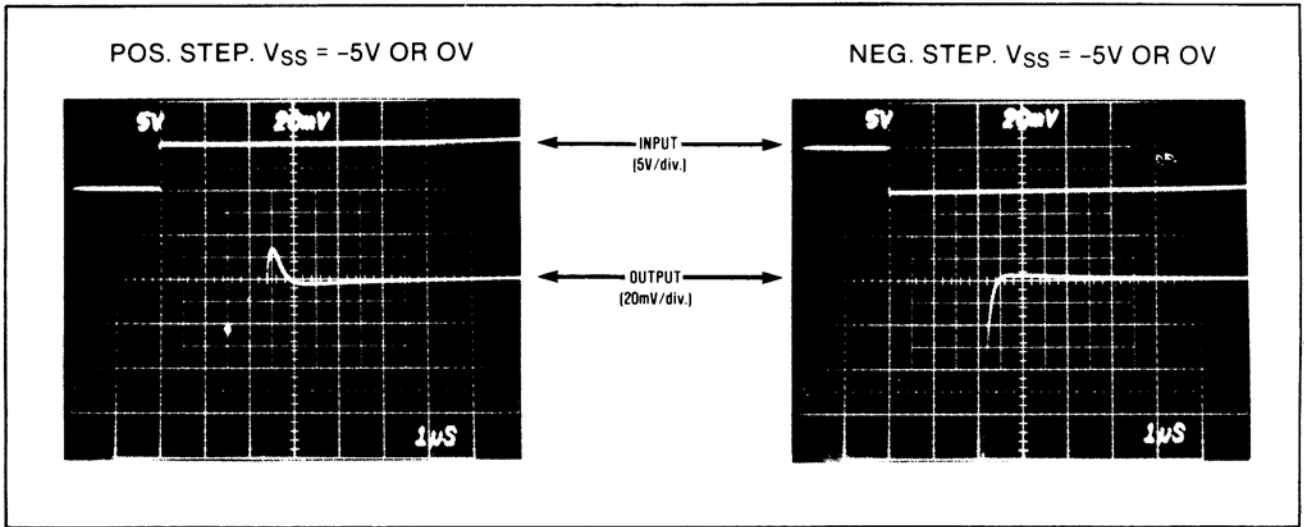 POS. STEP. VSS = –5V OR OV
NEG. STEP. VSS = –5V OR OV
5V 20mV
5V 20mV
INPUT
(5V/div.)
OUTPUT
(20mV/div.)
1µS
1µS